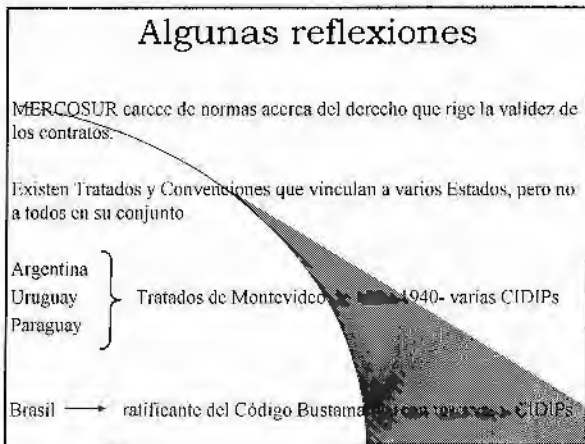 Algunas reflexiones
MERCOSUR carece de normas acerca del derecho que rige la validez de
los contratos.
Existen Tratados y Convenciones que vinculan a varios Estados, pero no
a todos en su conjunto
Argentina
Uruguay
Paraguay
Tratados de Montevideo 1940- varias CIDIPs
Brasil → ratificante del Código CIDIPs